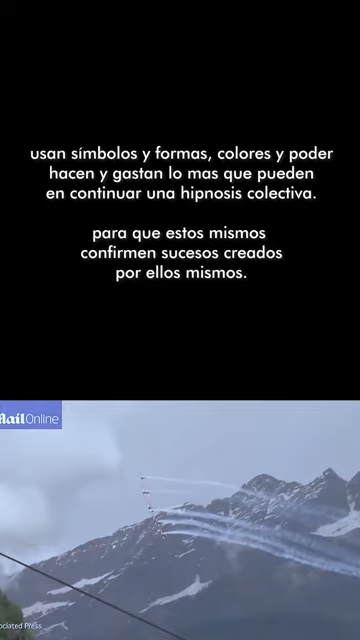 usan símbolos y formas, colores y poder
hacen y gastan lo mas que pueden
en continuar una hipnosis colectiva.
para que estos mismos
confirmen sucesos creados
por ellos mismos.
MailOnline
ociated Press